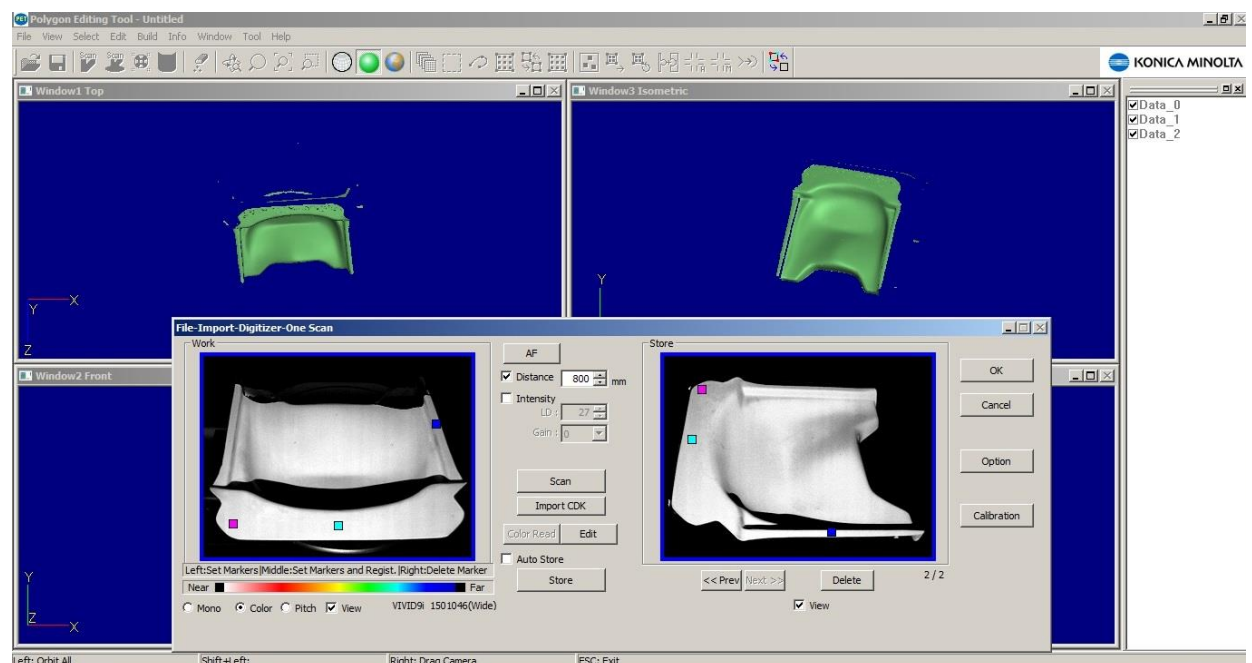 PET Polygon Editing Tool - Untitled
File View Select Edit Build Info Window Tool Help
Scan Scan
KONICA MINOLTA
Window1 Top
Window3 Isometric
Data_0
Data_1
Data_2
Y X
Z
Y
File-Import-Digitizer-One Scan
Work
Store
AF
Distance 800 mm
Intensity
LD : 27
Gain : 0
Scan
Import CDK
Color Read Edit
Auto Store
Store
OK
Cancel
Option
Calibration
Left:Set Markers|Middle:Set Markers and Regist. |Right:Delete Marker
Near Far
Mono Color Pitch View VIVID9i 1501046(Wide)
<< Prev Next >> Delete 2 / 2
View
Window2 Front
Y
Z X
Left: Orbit All Shift+Left: Right: Drag Camera ESC: Exit